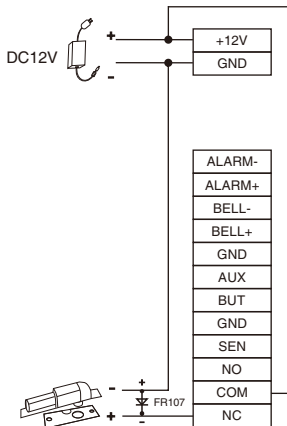 +
+12V
DC12V
-
GND
ALARM-
ALARM+
BELL-
BELL+
GND
AUX
BUT
GND
SEN
NO
- +
COM
FR107
+ -
NC